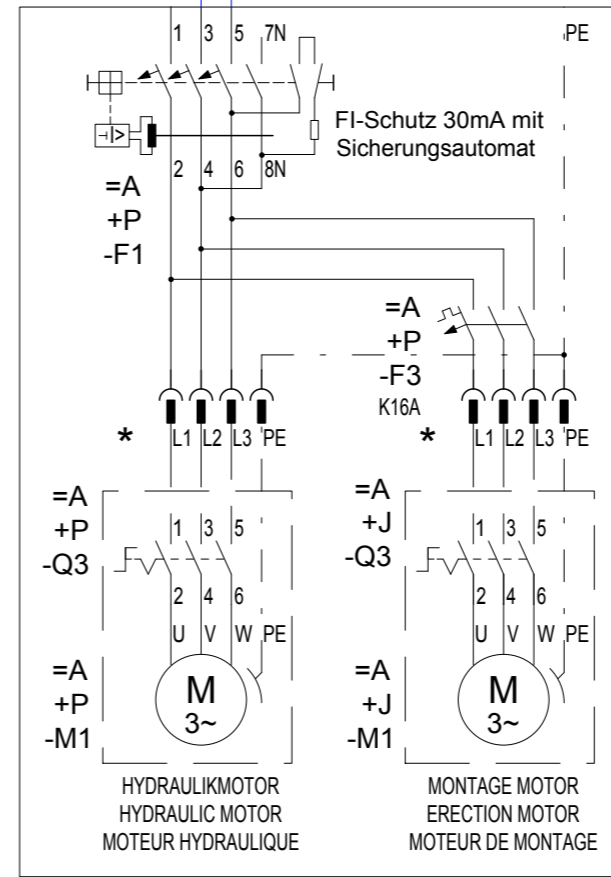 1 3 5 7N PE
FI-Schutz 30mA mit
Sicherungsautomat
2 4 6 8N
=A
+P
-F1
=A
+P
-F3
K16A
* L1 L2 L3 PE
* L1 L2 L3 PE
=A
+P
-Q3
1 3 5
2 4 6
U V W PE
=A
+P
-M1
M
3~
HYDRAULIKMOTOR
HYDRAULIC MOTOR
MOTEUR HYDRAULIQUE
=A
+J
-Q3
1 3 5
2 4 6
U V W PE
=A
+J
-M1
M
3~
MONTAGE MOTOR
ERECTION MOTOR
MOTEUR DE MONTAGE